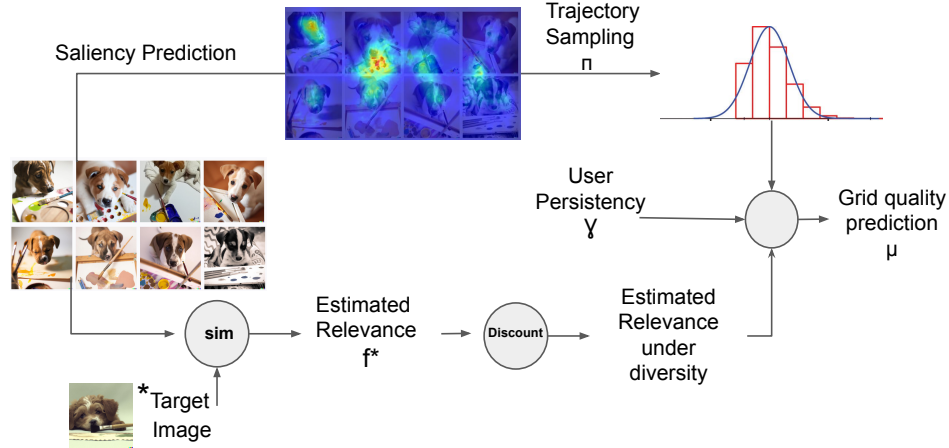 Saliency Prediction
Trajectory
Sampling
π
User
Persistency
Ɣ
Grid quality
prediction
μ
sim
Estimated
Relevance
f*
Discount
Estimated
Relevance
under
diversity
*Target
Image